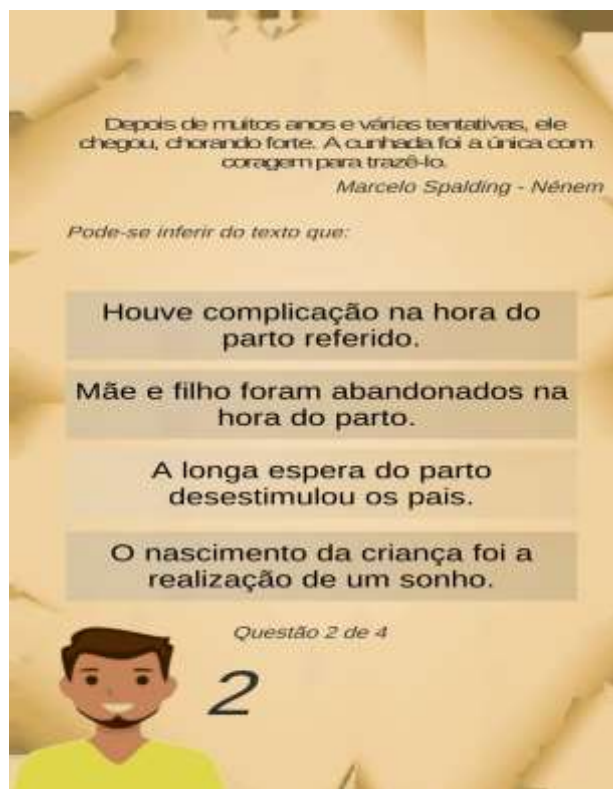 Depois de muitos anos e várias tentativas, ele
chegou, chorando forte. A cunhada foi a única com
coragem para trazê-lo.
Marcelo Spalding - Nénem
Pode-se inferir do texto que:
Houve complicação na hora do
parto referido.
Mãe e filho foram abandonados na
hora do parto.
A longa espera do parto
desestimulou os pais.
O nascimento da criança foi a
realização de um sonho.
Questão 2 de 4
2